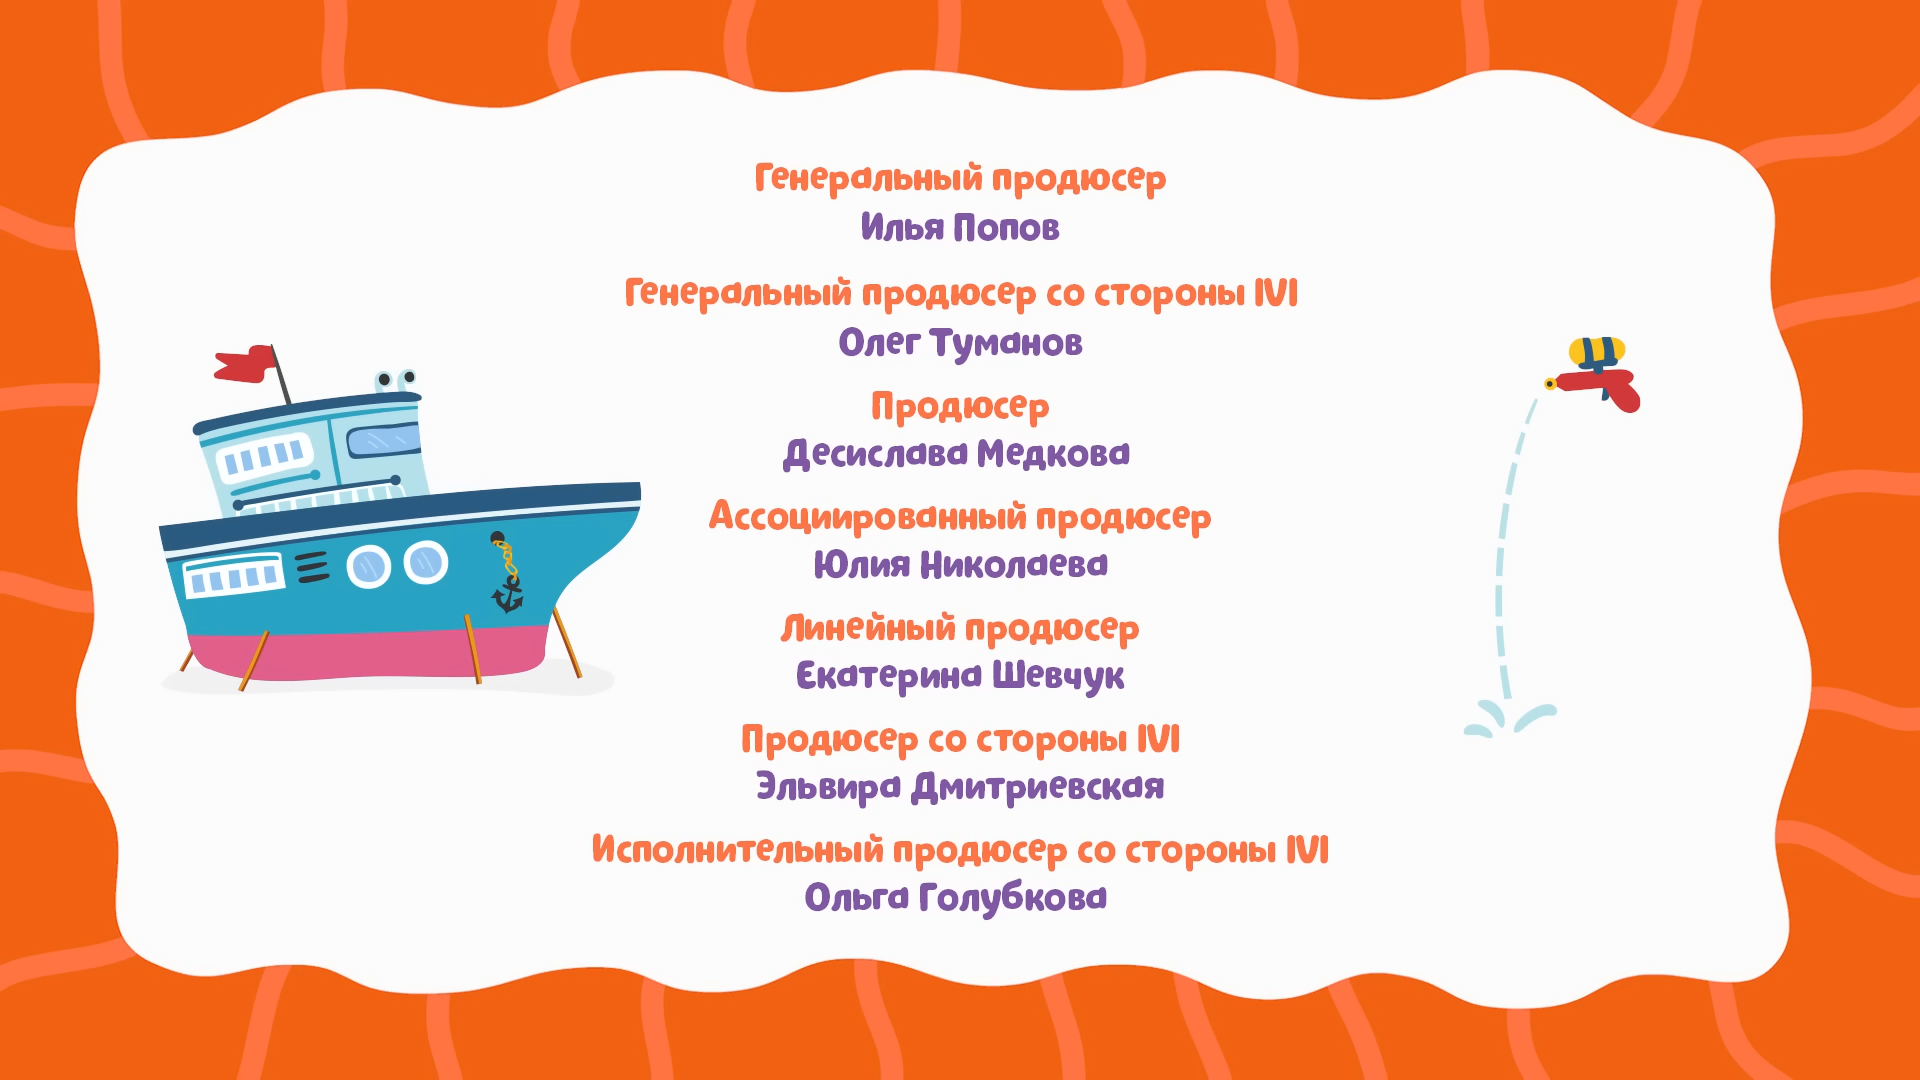 Генеральный продюсер
Илья Попов
Генеральный продюсер со стороны IVI
Олег Туманов
Продюсер
Десислава Медкова
Ассоциированный продюсер
Юлия Николаева
Линейный продюсер
Екатерина Шевчук
Продюсер со стороны IVI
Эльвира Дмитриевская
Исполнительный продюсер со стороны IVI
Ольга Голубкова